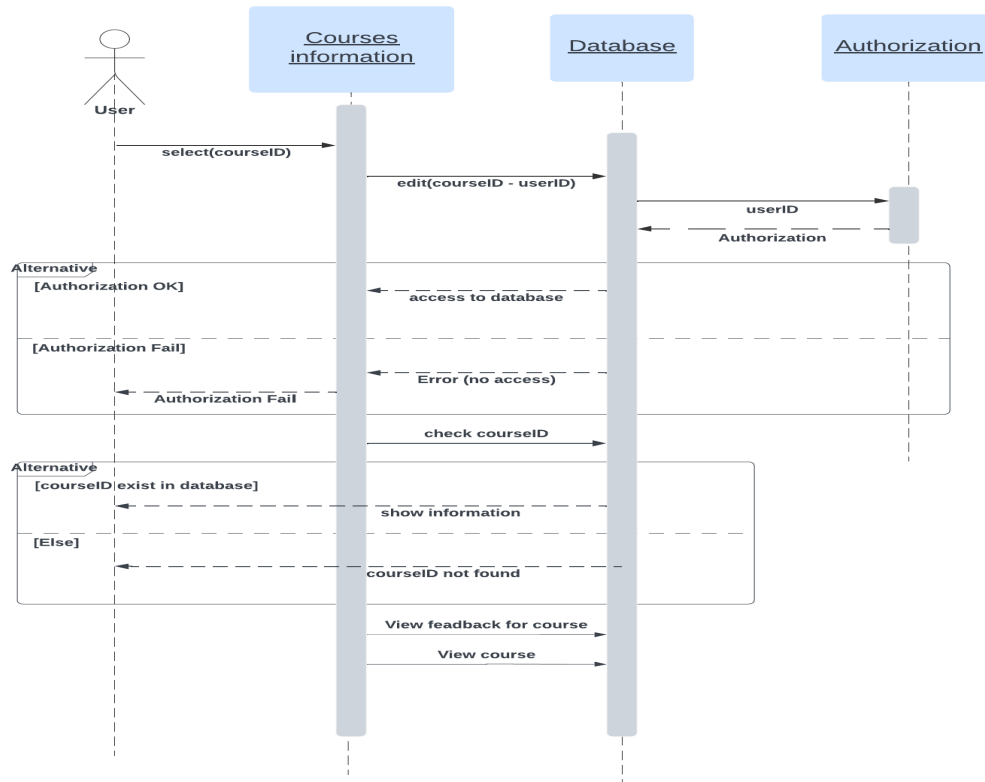 Courses
information
Database
Authorization
User
select(courseID)
edit(courseID - userID)
userID
Authorization
Alternative
[Authorization OK]
access to database
[Authorization Fail]
Error (no access)
Authorization Fail
check courseID
Alternative
[courseID exist in database]
show information
[Else]
courseID not found
View feadback for course
View course